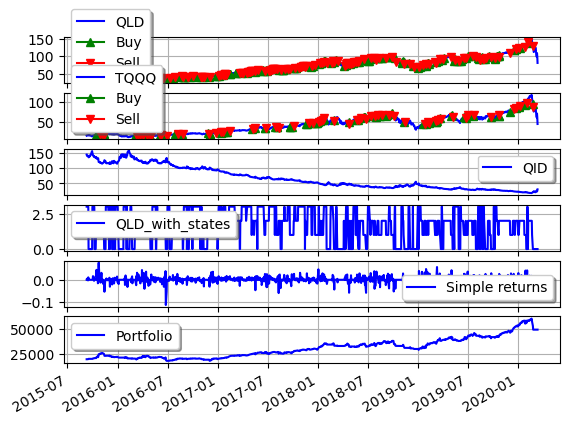 QLD
Buy
Sell
150
100
50
TQQQ
Buy
Sell
100
50
150
100
50
QID
2.5
0.0
QLD_with_states
0.0
−0.1
Simple returns
50000
25000
Portfolio
2015-07
2016-01
2016-07
2017-01
2017-07
2018-01
2018-07
2019-01
2019-07
2020-01